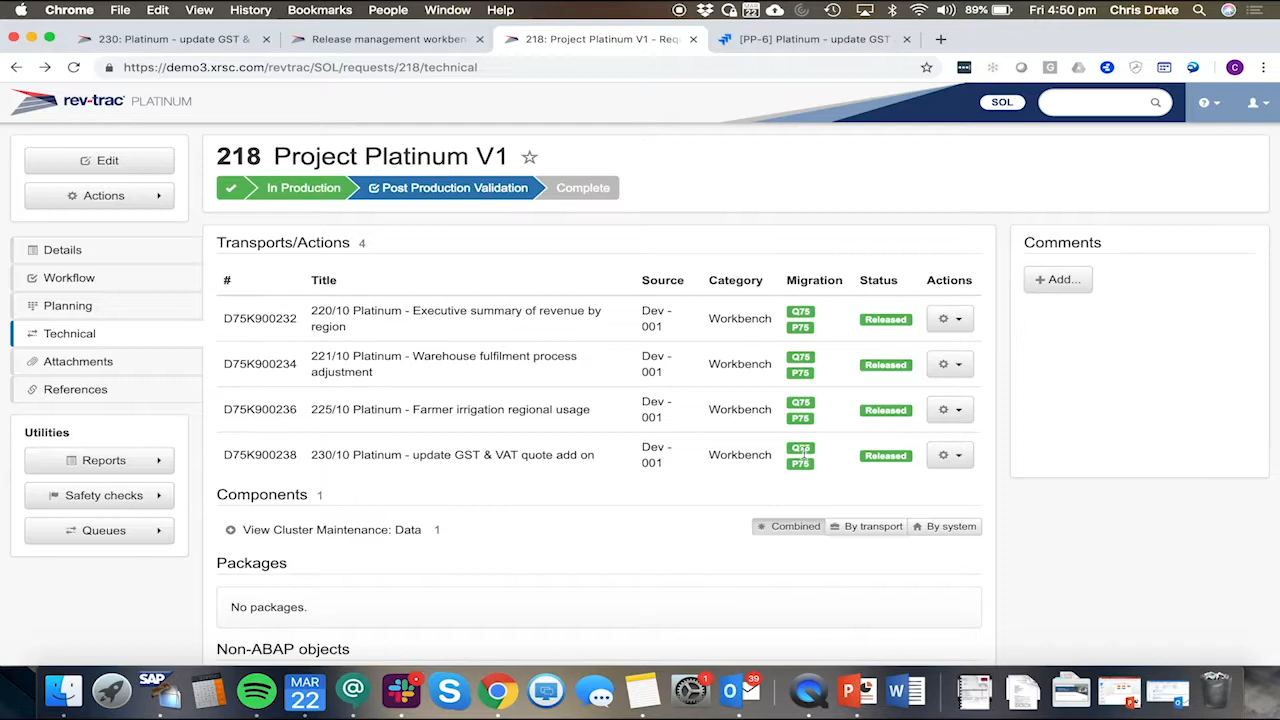 Chrome File Edit View History Bookmarks People Window Help 22 89% Fri 4:50 pm Chris Drake
230: Platinum - update GST & Release management workben 218: Project Platinum V1 - Req [PP-6] Platinum - update GST
https://demo3.xrsc.com/revtrac/SOL/requests/218/technical C
rev-trac PLATINUM SOL
218 Project Platinum V1
Edit
Actions
In Production Post Production Validation Complete
Details
Workflow
Planning
Technical
Attachments
References
Utilities
Reports
Safety checks
Queues
Transports/Actions 4
# Title Source Category Migration Status Actions
D75K900232 220/10 Platinum - Executive summary of revenue by region Dev - 001 Workbench Q75 P75 Released
D75K900234 221/10 Platinum - Warehouse fulfilment process adjustment Dev - 001 Workbench Q75 P75 Released
D75K900236 225/10 Platinum - Farmer irrigation regional usage Dev - 001 Workbench Q75 P75 Released
D75K900238 230/10 Platinum - update GST & VAT quote add on Dev - 001 Workbench Q75 P75 Released
Components 1
View Cluster Maintenance: Data 1 Combined By transport By system
Packages
No packages.
Non-ABAP objects
Comments
Add...
SAP MAR 22 1 39